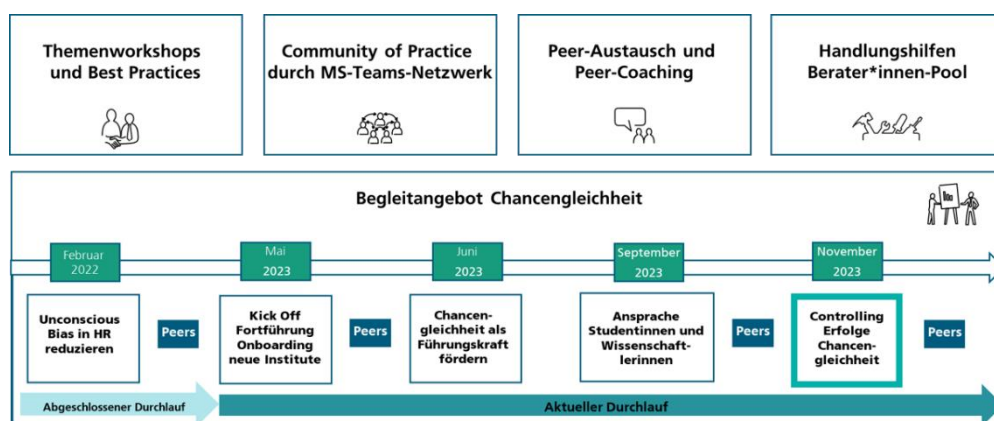 Themenworkshops
und Best Practices
Community of Practice
durch MS-Teams-Netzwerk
Peer-Austausch und
Peer-Coaching
Handlungshilfen
Berater*innen-Pool
Begleitangebot Chancengleichheit
Februar
2022
Mai
2023
Juni
2023
September
2023
November
2023
Unconscious
Bias in HR
reduzieren
Peers
Kick Off
Fortführung
Onboarding
neue Institute
Peers
Chancen-
gleichheit als
Führungskraft
fördern
Ansprache
Studentinnen und
Wissenschaft-
lerinnen
Peers
Controlling
Erfolge
Chancen-
gleichheit
Peers
Abgeschlossener Durchlauf
Aktueller Durchlauf